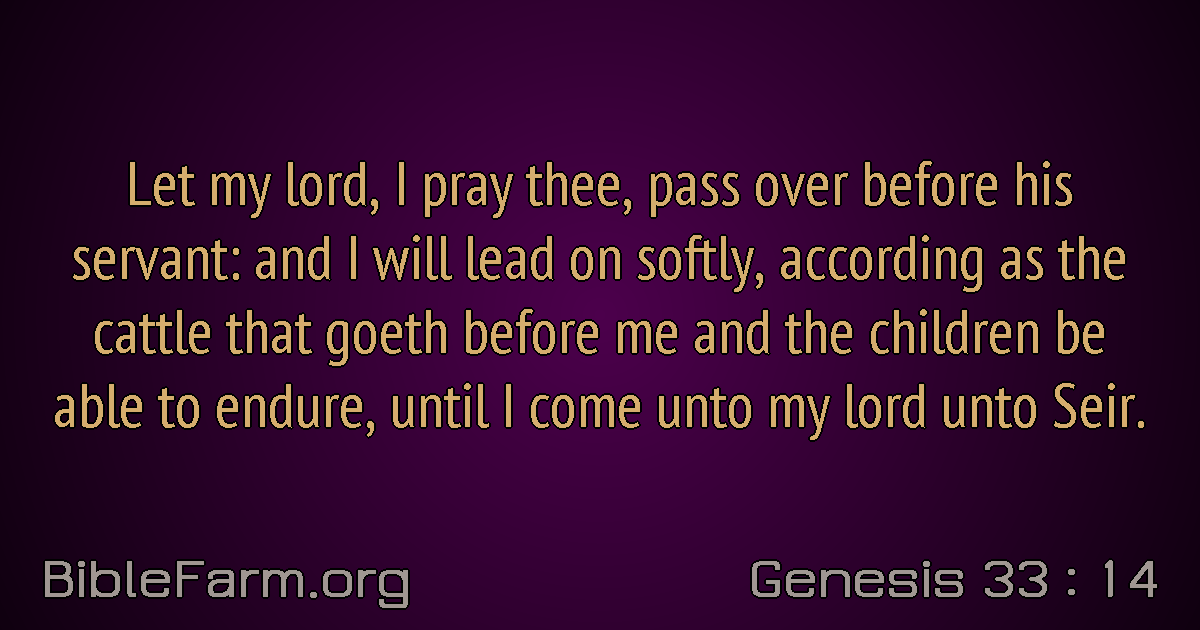 Let my lord, I pray thee, pass over before his
servant: and I will lead on softly, according as the
cattle that goeth before me and the children be
able to endure, until I come unto my lord unto Seir.
BibleFarm.org
Genesis 33 : 14